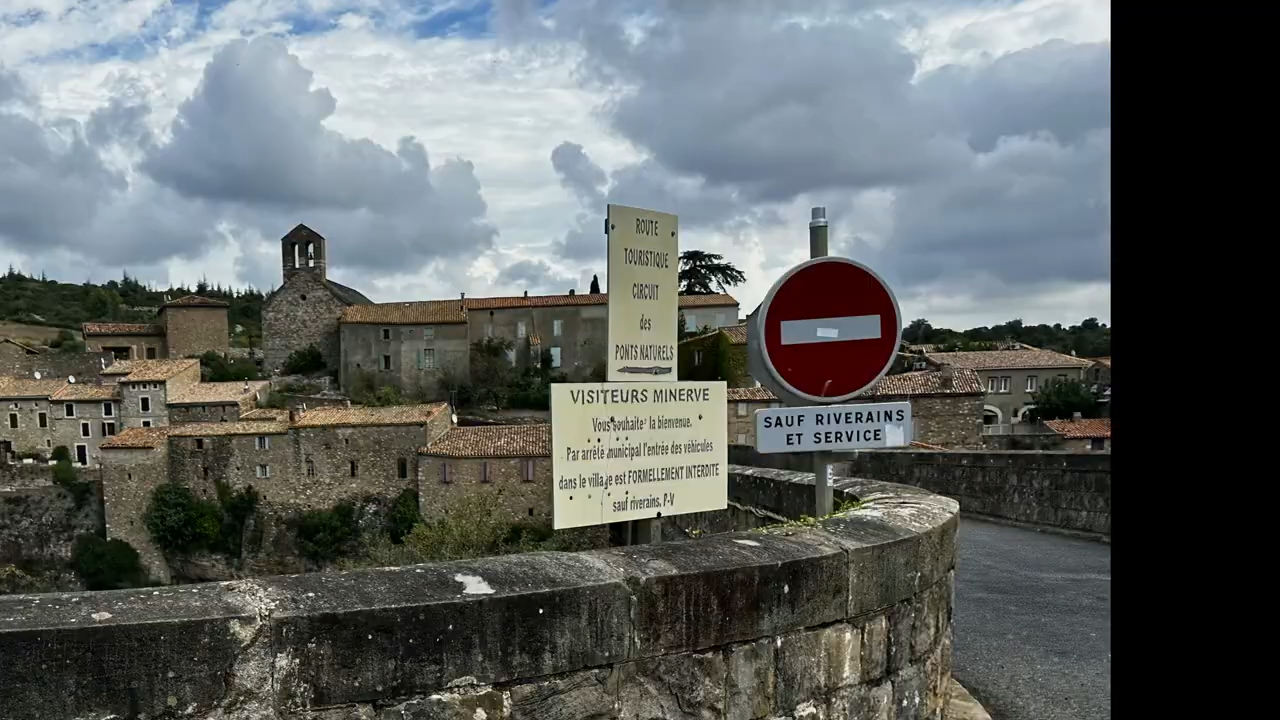 ROUTE
TOURISTIQUE
CIRCUIT
des
PONTS NATURELS
VISITEURS MINERVE
Vous souhaite la bienvenue.
Par arrêté municipal l'entrée des véhicules
dans le village est FORMELLEMENT INTERDITE
sauf riverains. P-V
SAUF RIVERAINS
ET SERVICE